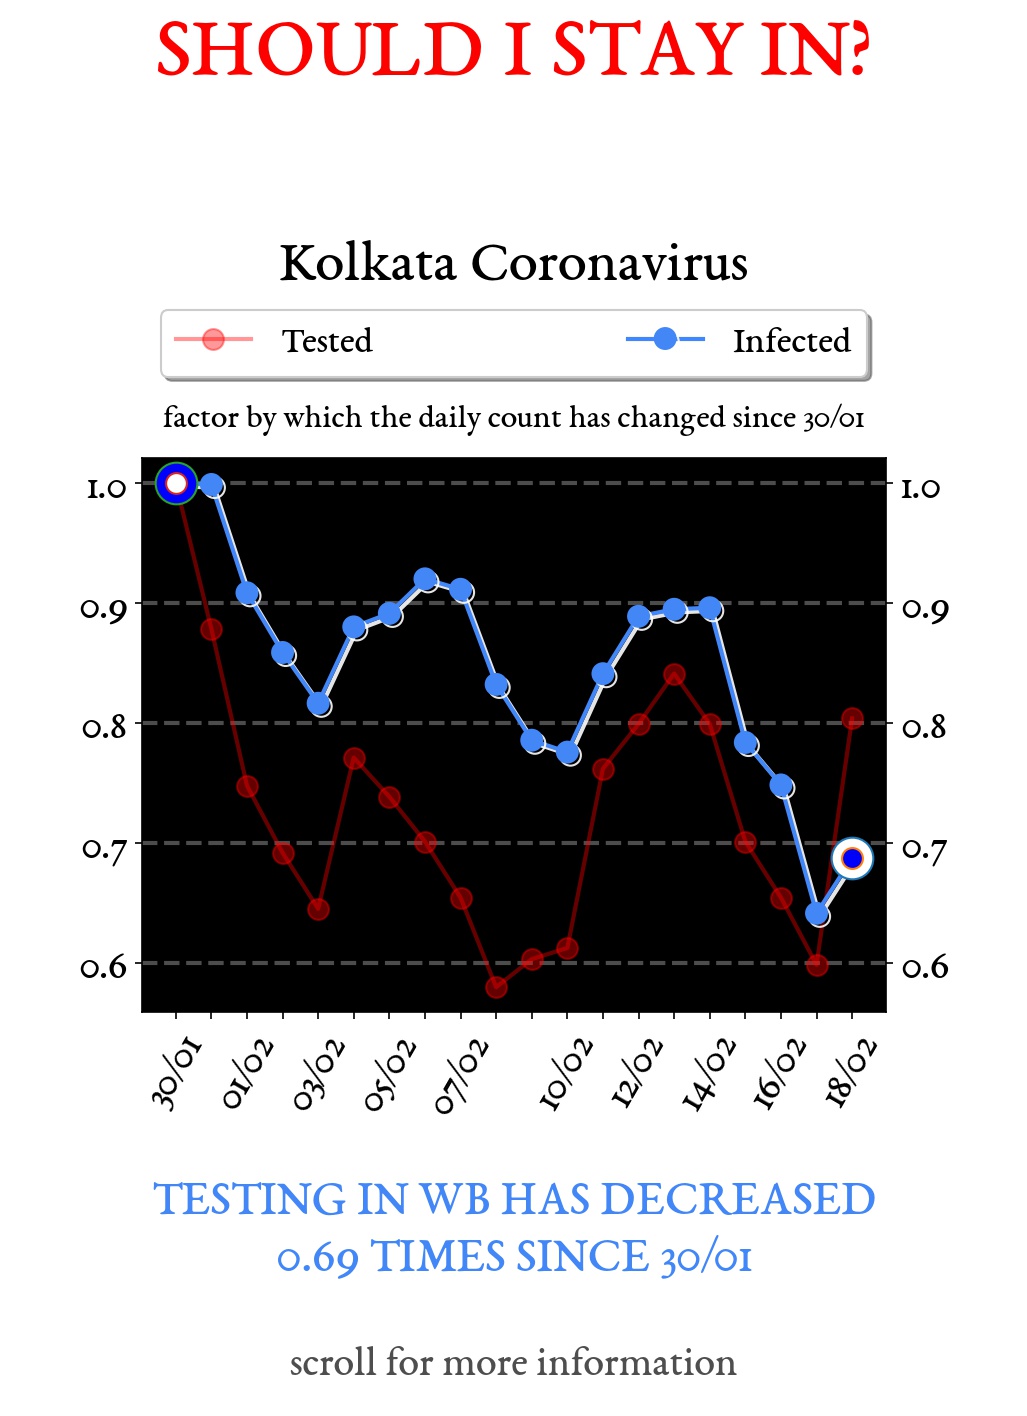 SHOULD I STAY IN?
Kolkata Coronavirus
Tested Infected
factor by which the daily count has changed since 30/01
1.0 1.0
0.9 0.9
0.8 0.8
0.7 0.7
0.6 0.6
30/01 01/02 03/02 05/02 07/02 10/02 12/02 14/02 16/02 18/02
TESTING IN WB HAS DECREASED
0.69 TIMES SINCE 30/01
scroll for more information